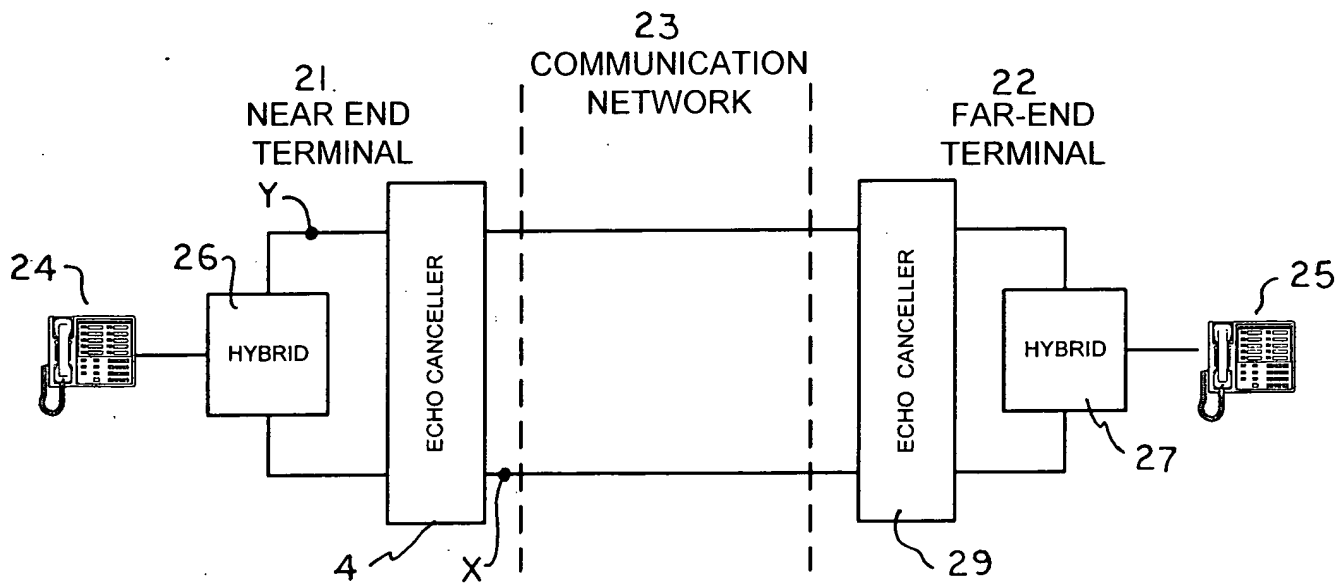 23
COMMUNICATION
NETWORK
21
NEAR END
TERMINAL
22
FAR-END
TERMINAL
Y
24
26
25
HYBRID
ECHO CANCELLER
ECHO CANCELLER
HYBRID
27
4
X
29